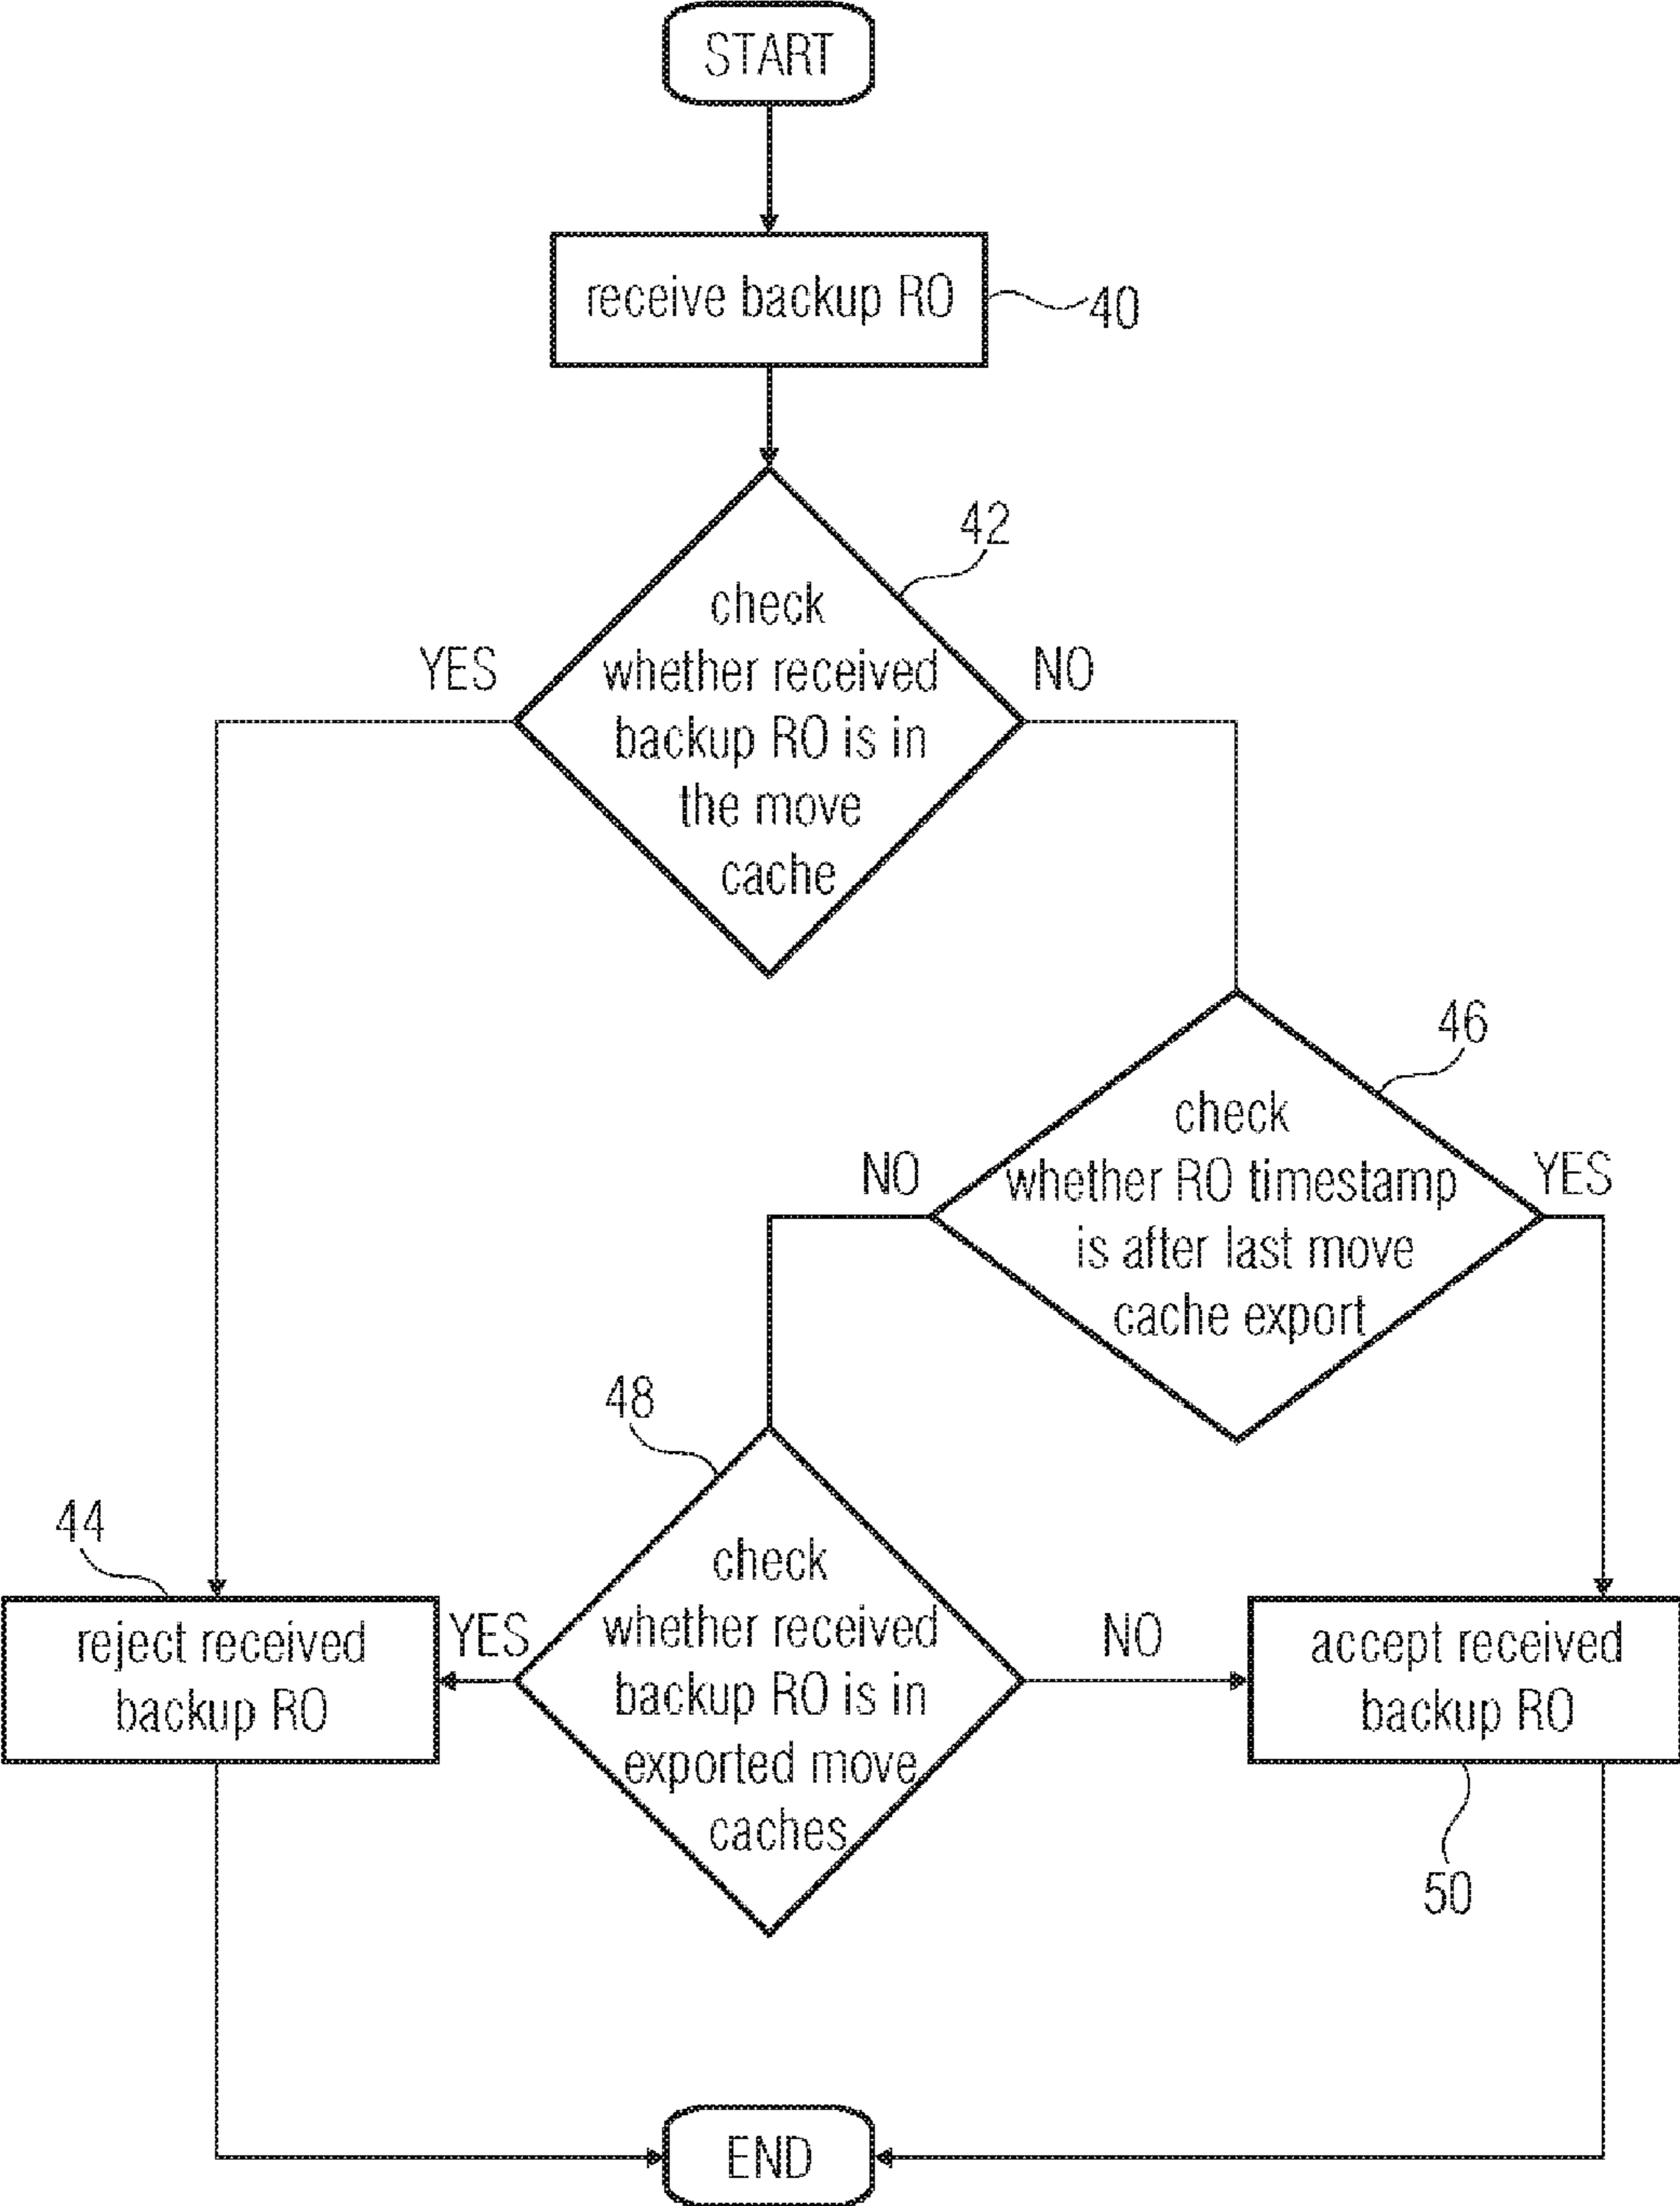 START
receive backup RO
40
42
check
whether received
backup RO is in
the move
cache
YES
NO
46
check
whether RO timestamp
is after last move
cache export
NO
YES
48
check
whether received
backup RO is in
exported move
caches
44
reject received
backup RO
YES
NO
accept received
backup RO
50
END